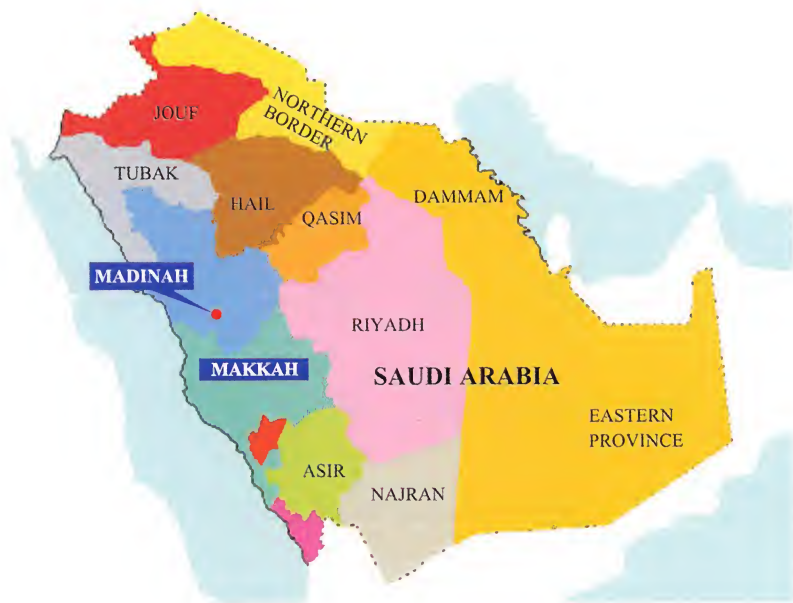 JOUF
NORTHERN
BORDER
TUBAK
HAIL
QASIM
DAMMAM
MADINAH
RIYADH
MAKKAH
SAUDI ARABIA
EASTERN
PROVINCE
ASIR
NAJRAN